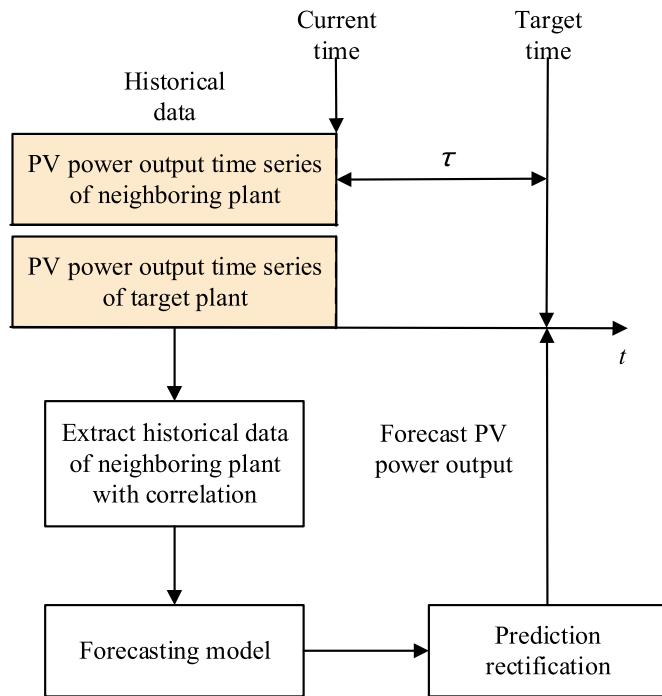 Current
time
Target
time
Historical
data
PV power output time series
of neighboring plant
τ
PV power output time series
of target plant
t
Extract historical data
of neighboring plant
with correlation
Forecast PV
power output
Forecasting model
Prediction
rectification